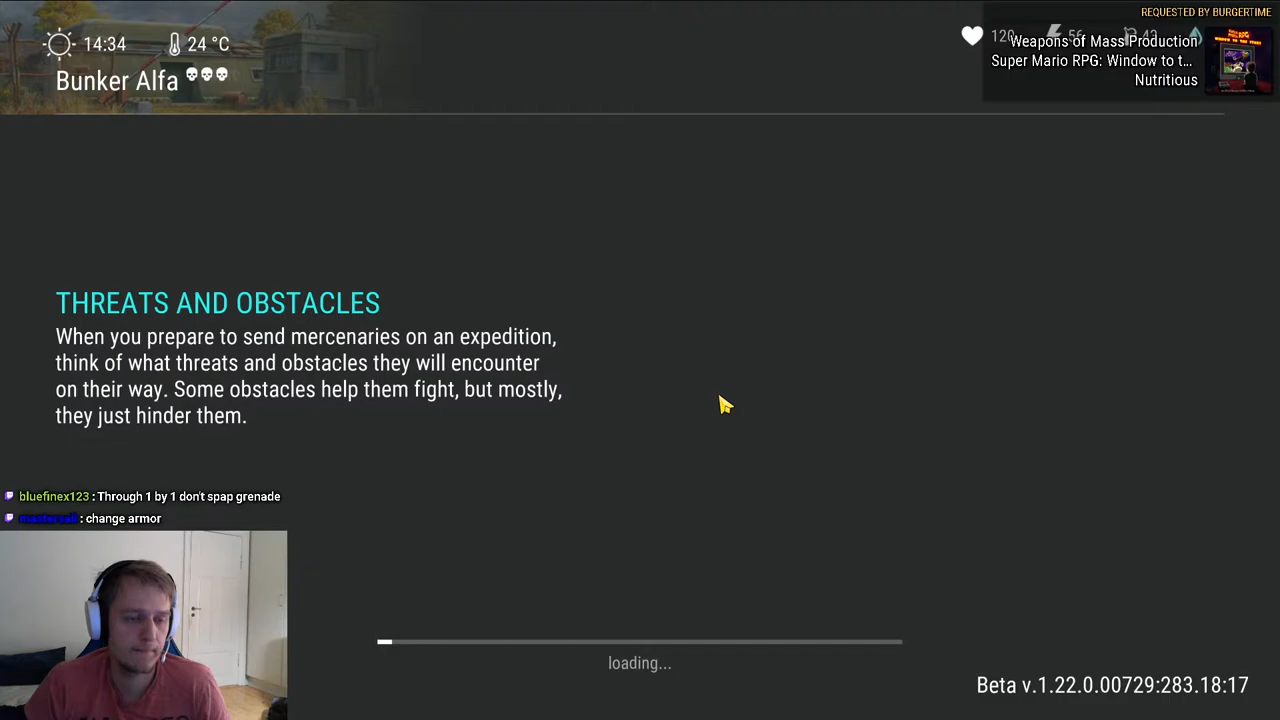 REQUESTED BY BURGERTIME
14:34 24 °C
Bunker Alfa
120 56 43
Weapons of Mass Production
Super Mario RPG: Window to t...
Nutritious
THREATS AND OBSTACLES
When you prepare to send mercenaries on an expedition,
think of what threats and obstacles they will encounter
on their way. Some obstacles help them fight, but mostly,
they just hinder them.
bluefinex123 : Through 1 by 1 don't spap grenade
: change armor
loading...
Beta v.1.22.0.00729:283.18:17